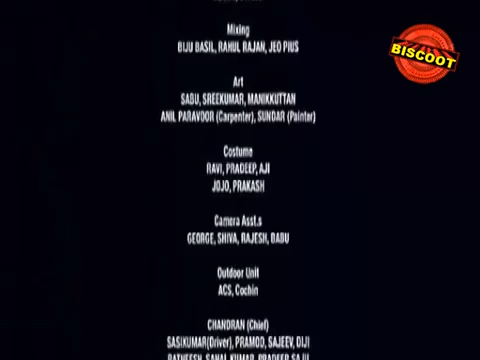 Mixing
BIJU BASIL, RAHUL RAJAN, JEO PIUS
BISCOOT
Art
SABU, SREEKUMAR, MANIKKUTTAN
ANIL PARAVOOR (Carpenter), SUNDAR (Painter)
Costume
RAVI, PRADEEP, AJI
JOJO, PRAKASH
Camera Asst.s
GEORGE, SHIVA, RAJESH, BABU
Outdoor Unit
ACS, Cochin
CHANDRAN (Chief)
SASIKUMAR(Driver), PRAMOD, SAJEEV, DIJI